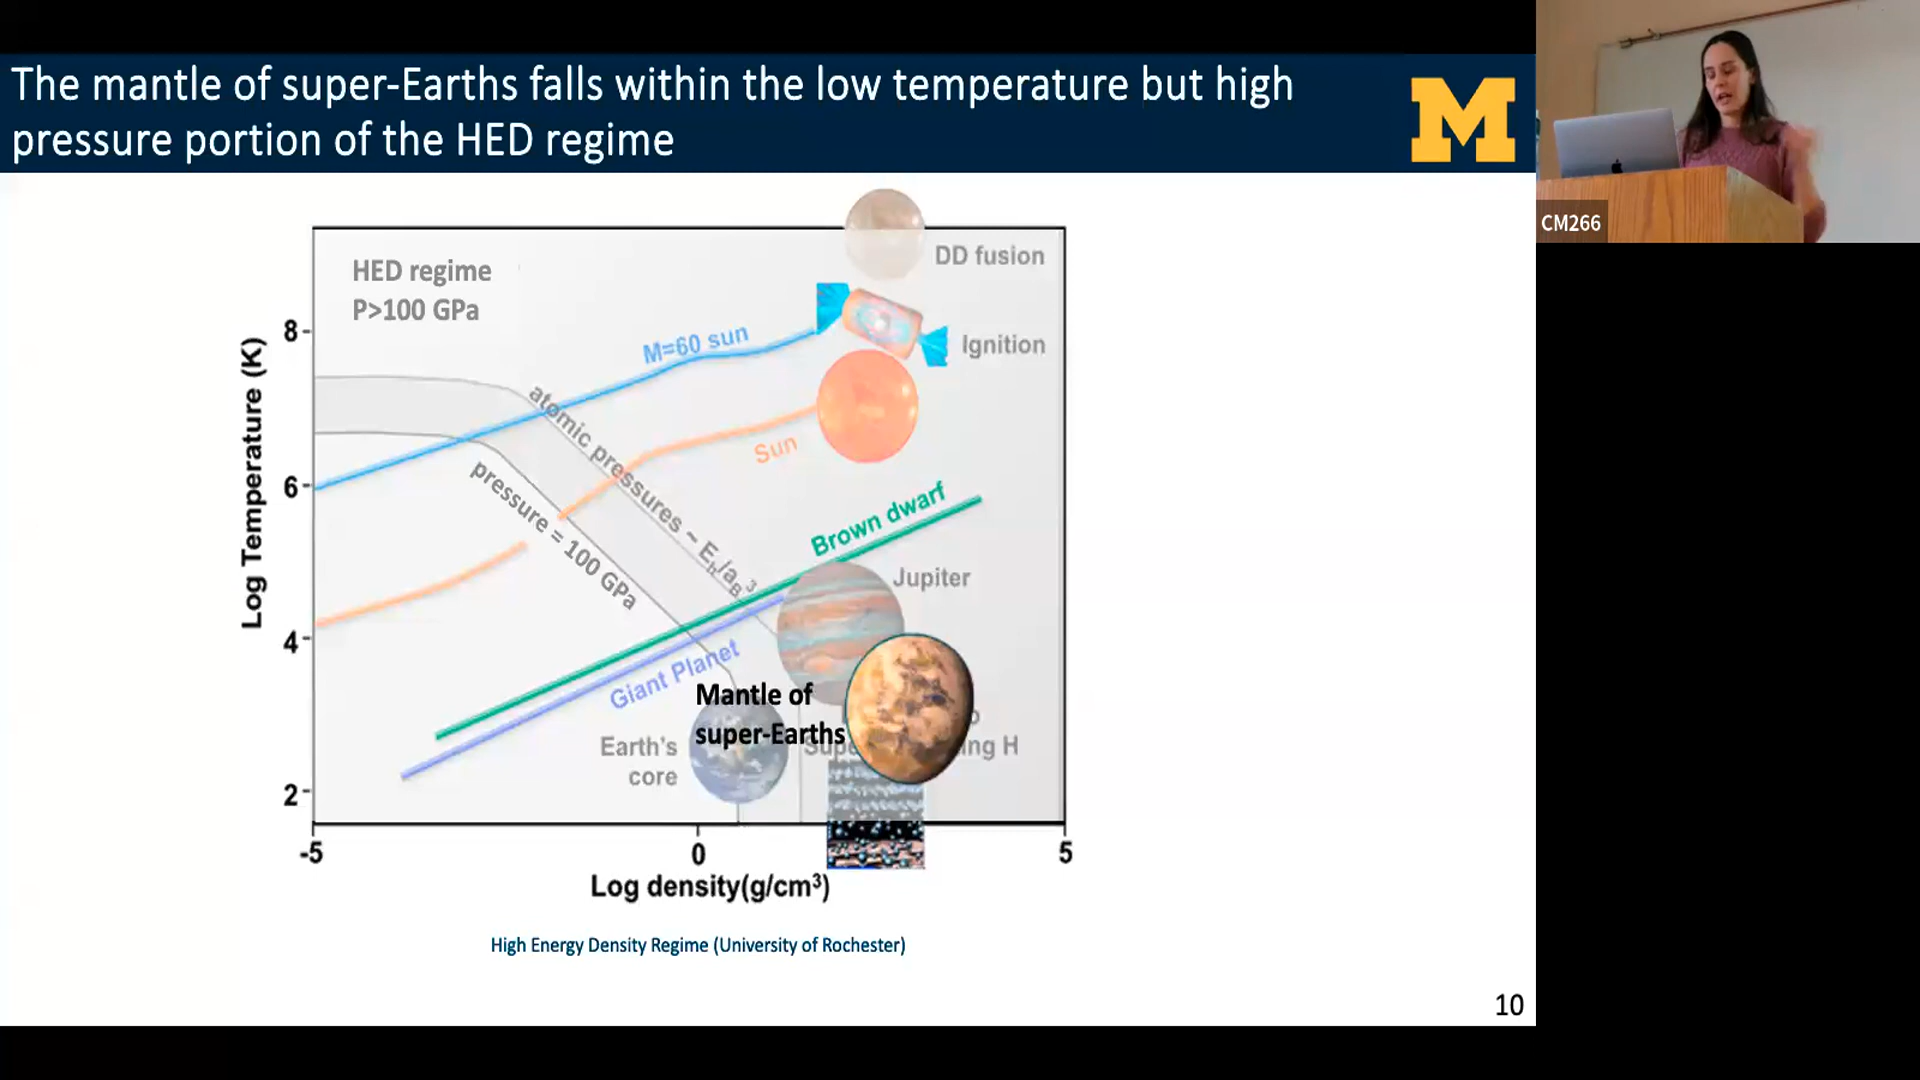 The mantle of super-Earths falls within the low temperature but high
pressure portion of the HED regime
M
CM266
HED regime
P>100 GPa
DD fusion
Ignition
M=60 sun
Sun
atomic pressures ~ Eh/aB3
pressure = 100 GPa
Brown dwarf
Jupiter
Giant Planet
Mantle of
super-Earths
Earth's
core
Log Temperature (K)
8
6
4
2
-5
0
5
Log density(g/cm³)
High Energy Density Regime (University of Rochester)
10